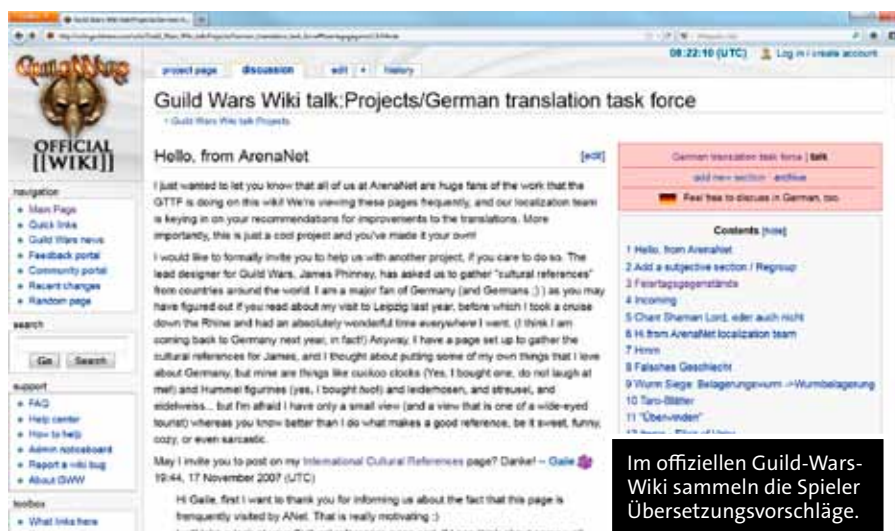 08:22:10 (UTC) Log in / create account
project page discussion edit + history
Guild Wars Wiki talk:Projects/German translation task force
Guild Wars Wiki talk:Projects
GuildWars
OFFICIAL
[[WIKI]]
navigation
Main Page
Quick links
Guild Wars news
Feedback portal
Community portal
Recent changes
Random page
search
Go Search
support
FAQ
Help center
How to help
Admin noticeboard
Report a wiki bug
About GWW
toolbox
What links here
Hello, from ArenaNet [edit]
I just wanted to let you know that all of us at ArenaNet are huge fans of the work that the
GTTF is doing on this wiki! We're viewing these pages frequently, and our localization team
is keying in on your recommendations for improvements to the translations. More
importantly, this is just a cool project and you've made it your own!
I would like to formally invite you to help us with another project, if you care to do so. The
lead designer for Guild Wars, James Phinney, has asked us to gather "cultural references"
from countries around the world. I am a major fan of Germany (and Germans :) ) as you may
have figured out if you read about my visit to Leipzig last year, before which I took a cruise
down the Rhine and had an absolutely wonderful time everywhere I went. (I think I am
coming back to Germany next year, in fact!) Anyway, I have a page set up to gather the
cultural references for James, and I thought about putting some of my own things that I love
about Germany, but mine are things like cuckoo clocks (Yes, I bought one, do not laugh at
me!) and Hummel figurines (yes, I bought two!) and lederhosen, and streusel, and
edelweiss... but I'm afraid I have only a small view (and a view that is one of a wide-eyed
tourist) whereas you know better than I do what makes a good reference, be it sweet, funny,
cozy, or even sarcastic.
May I invite you to post on my International Cultural References page? Danke! – Gaile
19:44, 17 November 2007 (UTC)
Hi Gaile, first I want to thank you for informing us about the fact that this page is
frenquently visited by ANet. That is really motivating :)
German translation task force | talk
add new section archive
Feel free to discuss in German, too.
Contents [hide]
1 Hello, from ArenaNet
2 Add a subjective section / Regroup
3 Feiertagsgegenstände
4 Incoming
5 Charr Shaman Lord, oder auch nicht
6 Hi from ArenaNet localization team
7 Hmm
8 Falsches Geschlecht
9 Wurm Siege: Belagerungswurm -> Wurmbelagerung
10 Taro-Blätter
11 "Überwinden"
Im offiziellen Guild-Wars-
Wiki sammeln die Spieler
Übersetzungsvorschläge.